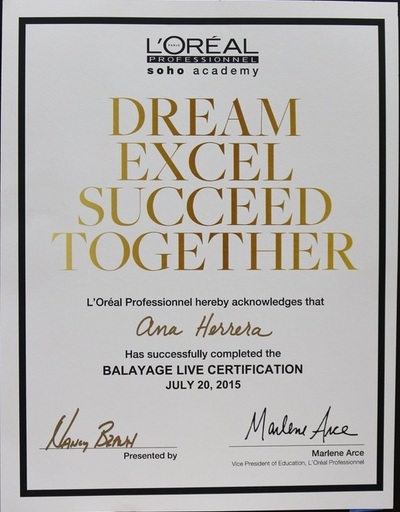 L'ORÉAL
PARIS
PROFESSIONNEL
soho academy
DREAM
EXCEL
SUCCEED
TOGETHER
L'Oréal Professionnel hereby acknowledges that
Ana Herrera
Has successfully completed the
BALAYAGE LIVE CERTIFICATION
JULY 20, 2015
Nancy
Presented by
Marlene Arce
Marlene Arce
Vice President of Education, L'Oréal Professionnel